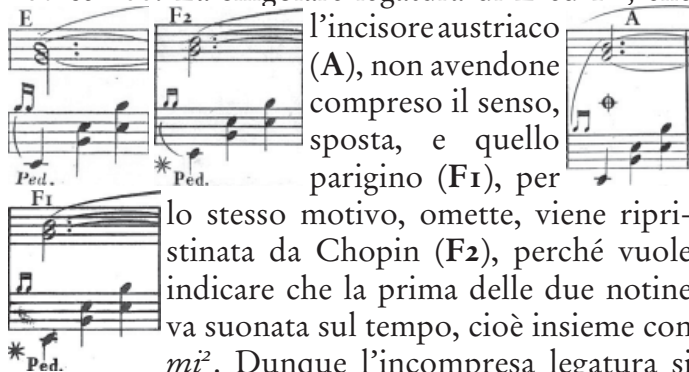 E
F2
A
l'incisore austriaco
(A), non avendone
compreso il senso,
sposta, e quello
parigino (F1), per
Ped.
Ped.
F1
lo stesso motivo, omette, viene ripri-
stinata da Chopin (F2), perché vuole
indicare che la prima delle due notine
va suonata sul tempo, cioè insieme con
Ped.
mi². Dunque l'incompresa legatura si